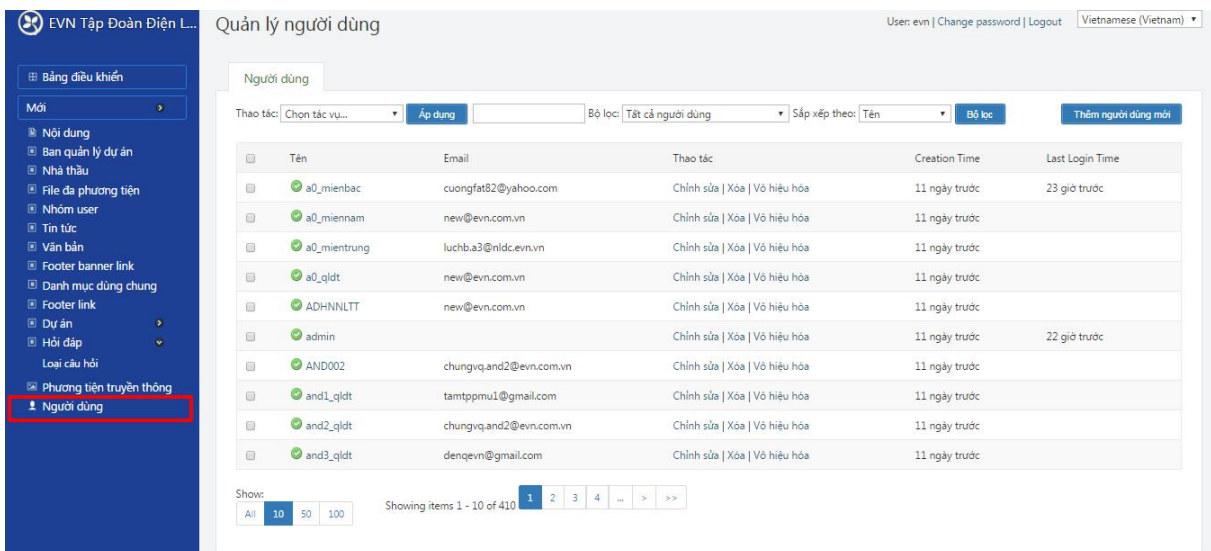 EVN Tập Đoàn Điện L...
Quản lý người dùng
User: evn | Change password | Logout
Vietnamese (Vietnam)
Bảng điều khiển
Mới
Nội dung
Ban quản lý dự án
Nhà thầu
File đa phương tiện
Nhóm user
Tin tức
Văn bản
Footer banner link
Danh mục dùng chung
Footer link
Dự án
Hỏi đáp
Loại câu hỏi
Phương tiện truyền thông
Người dùng
Người dùng
Thao tác: Chọn tác vụ... Áp dụng Bộ lọc: Tất cả người dùng Sắp xếp theo: Tên Bộ lọc Thêm người dùng mới
Tên Email Thao tác Creation Time Last Login Time
a0_mienbac cuongfat82@yahoo.com Chỉnh sửa | Xóa | Vô hiệu hóa 11 ngày trước 23 giờ trước
a0_miennam new@evn.com.vn Chỉnh sửa | Xóa | Vô hiệu hóa 11 ngày trước
a0_mientrung luchb.a3@nldc.evn.vn Chỉnh sửa | Xóa | Vô hiệu hóa 11 ngày trước
a0_qldt new@evn.com.vn Chỉnh sửa | Xóa | Vô hiệu hóa 11 ngày trước
ADHNNLTT new@evn.com.vn Chỉnh sửa | Xóa | Vô hiệu hóa 11 ngày trước
admin Chỉnh sửa | Xóa | Vô hiệu hóa 11 ngày trước 22 giờ trước
AND002 chungvq.and2@evn.com.vn Chỉnh sửa | Xóa | Vô hiệu hóa 11 ngày trước
and1_qldt tamtppmu1@gmail.com Chỉnh sửa | Xóa | Vô hiệu hóa 11 ngày trước
and2_qldt chungvq.and2@evn.com.vn Chỉnh sửa | Xóa | Vô hiệu hóa 11 ngày trước
and3_qldt denqevn@gmail.com Chỉnh sửa | Xóa | Vô hiệu hóa 11 ngày trước
Show:
All 10 50 100
Showing items 1 - 10 of 410 1 2 3 4 ... > >>